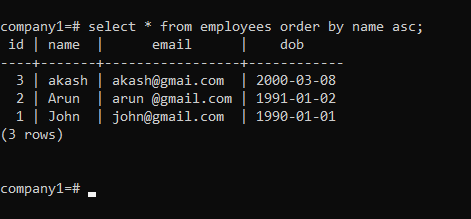 company1=# select * from employees order by name asc;
 id | name  |      email      |    dob
----+-------+-----------------+------------
  3 | akash | akash@gmai.com  | 2000-03-08
  2 | Arun  | arun @gmail.com | 1991-01-02
  1 | John  | john@gmail.com  | 1990-01-01
(3 rows)
company1=#